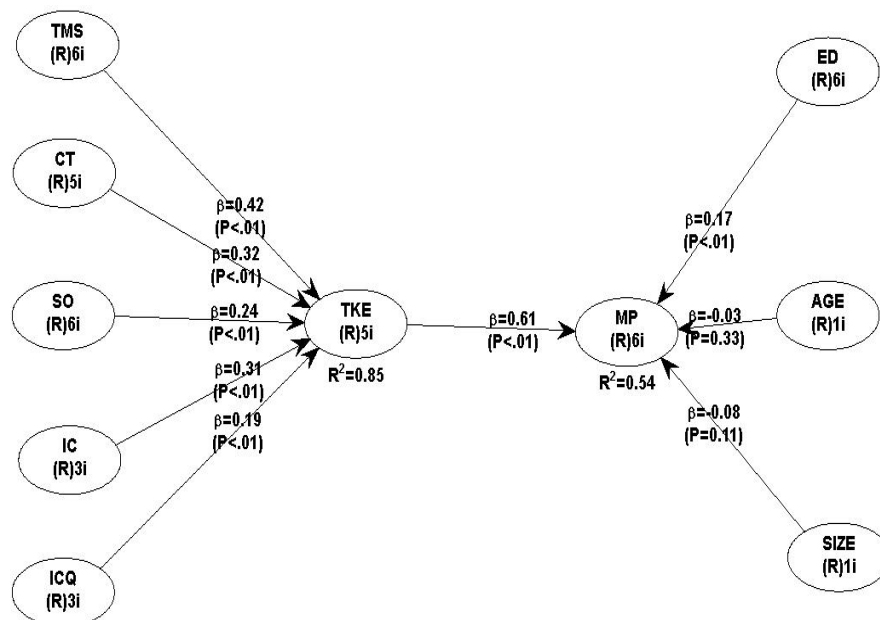 TMS
(R)6i
ED
(R)6i
CT
(R)5i
β=0.42
(P<.01)
β=0.17
(P<.01)
β=0.32
(P<.01)
SO
(R)6i
β=0.24
(P<.01)
TKE
(R)5i
R²=0.85
β=0.61
(P<.01)
MP
(R)6i
R²=0.54
β=-0.03
(P=0.33)
AGE
(R)1i
β=0.31
(P<.01)
β=0.19
(P<.01)
β=-0.08
(P=0.11)
IC
(R)3i
SIZE
(R)1i
ICQ
(R)3i